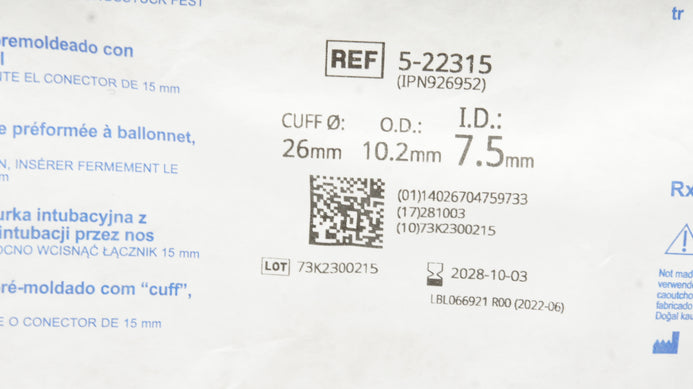 tr
premoldeado con
NTE EL CONECTOR DE 15 mm
e préformée à ballonnet,
N, INSÉRER FERMEMENT LE
m
urka intubacyjna z
intubacji przez nos
OCNO WCISNĄĆ ŁĄCZNIK 15 mm
pré-moldado com “cuff”,
E O CONECTOR DE 15 mm
REF 5-22315
(IPN926952)
CUFF Ø: O.D.: I.D.:
26mm 10.2mm 7.5mm
(01)14026704759733
(17)281003
(10)73K2300215
LOT 73K2300215
2028-10-03
LBL066921 R00 (2022-06)
Rx
Not mad
verwende
caoutcho
fabricado
Doğal kau